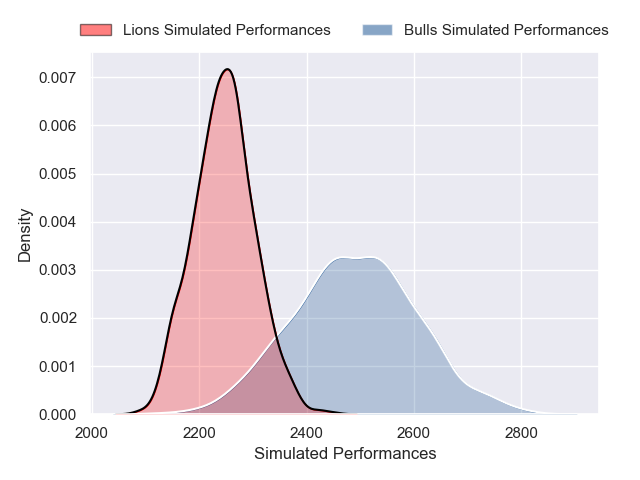 Lions Simulated Performances
Bulls Simulated Performances
0.007
0.006
0.005
0.004
0.003
0.002
0.001
0.000
Density
2000 2200 2400 2600 2800
Simulated Performances